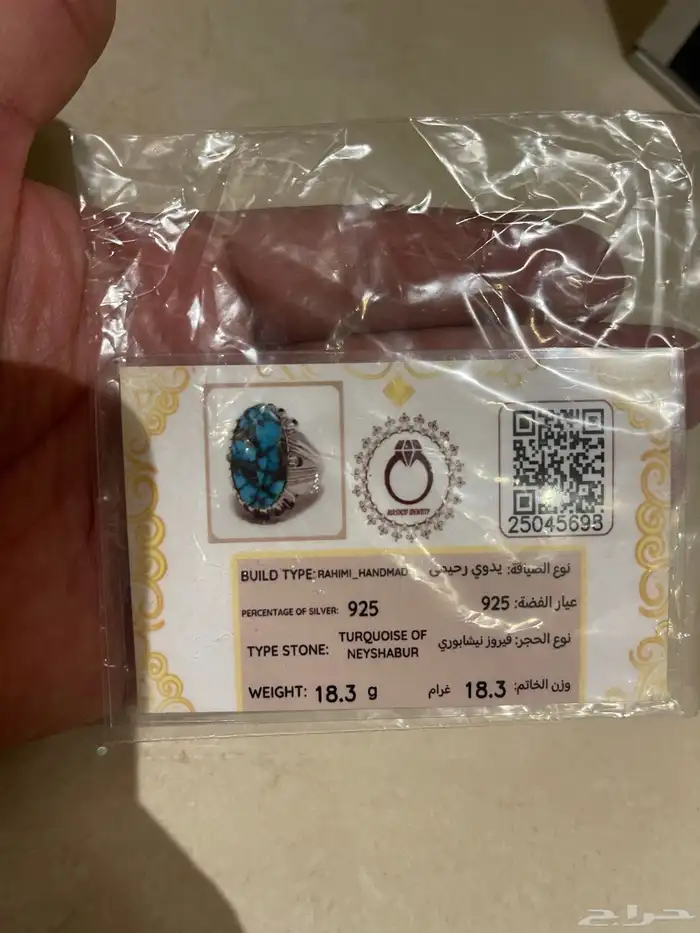 25045693
BUILD TYPE: RAHIMI_HANDMAD
نوع الصياغة: يدوي رحيمي
PERCENTAGE OF SILVER: 925
عيار الفضة: 925
TYPE STONE: TURQUOISE OF NEYSHABUR
نوع الحجر: فيروز نيشابوري
WEIGHT: 18.3 g
وزن الخاتم: 18.3 غرام
حراج